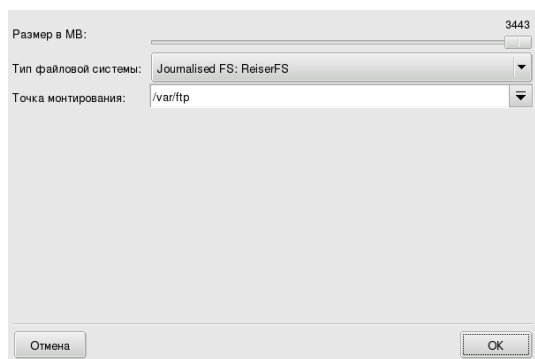 Размер в MB:
3443
Тип файловой системы:
Journalised FS: ReiserFS
Точка монтирования:
/var/ftp
Отмена
OK